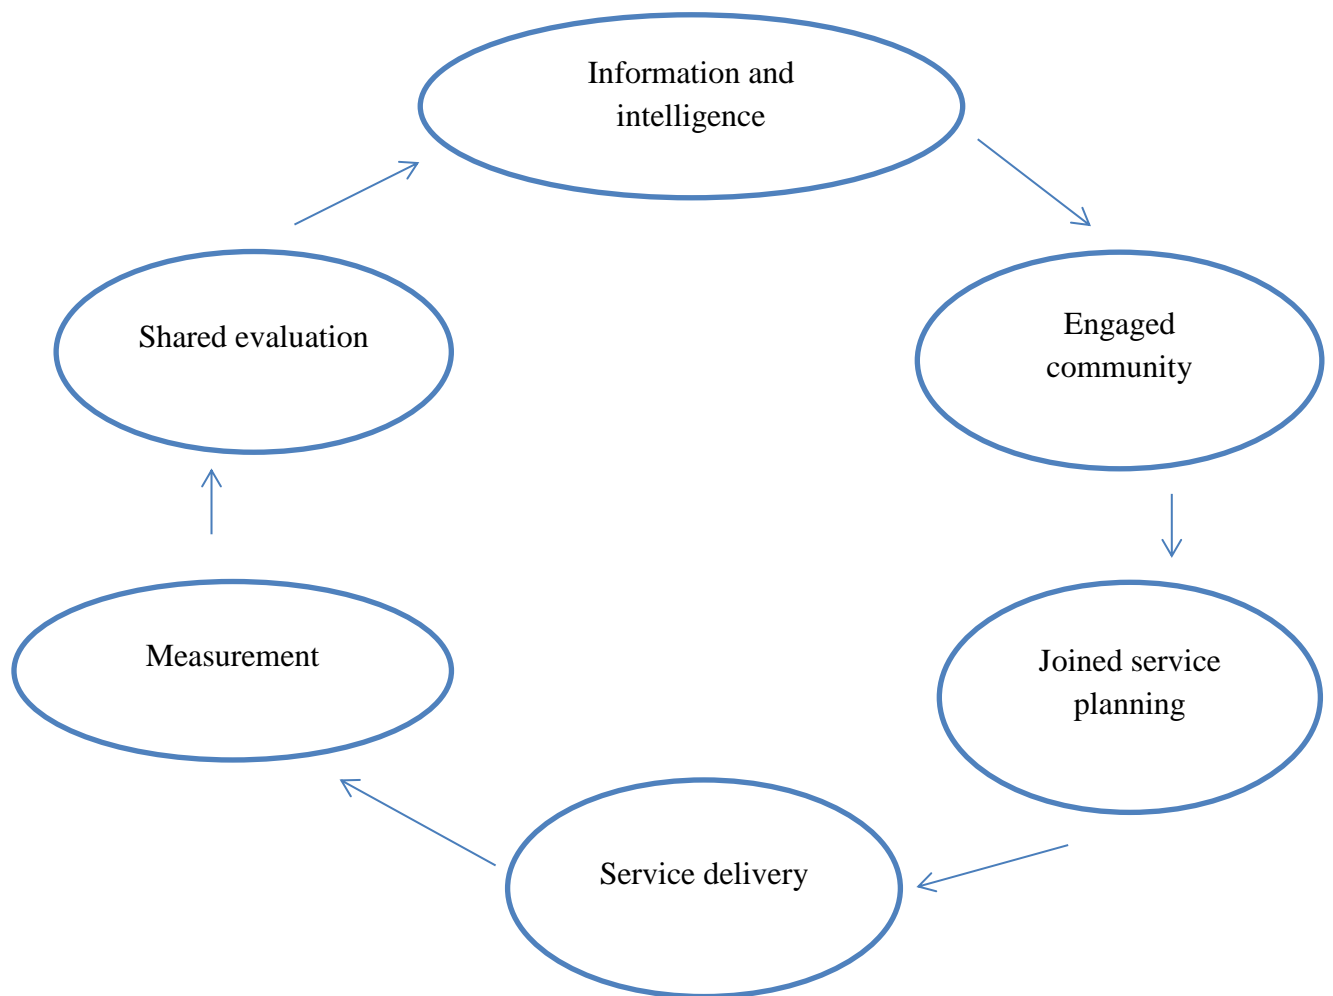 Information and
intelligence
Engaged
community
Joined service
planning
Service delivery
Measurement
Shared evaluation